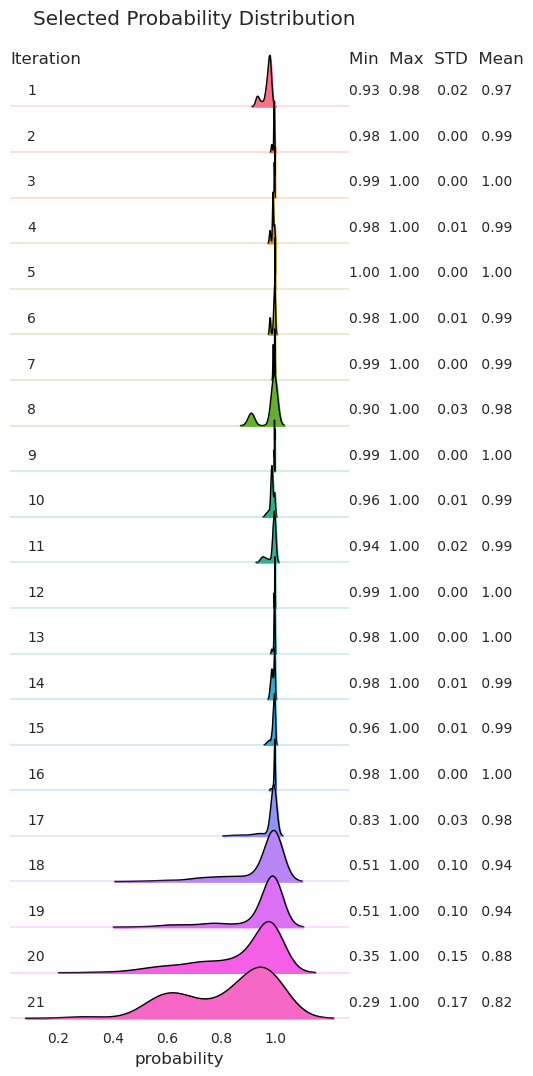 Selected Probability Distribution
Iteration Min Max STD Mean
1 0.93 0.98 0.02 0.97
2 0.98 1.00 0.00 0.99
3 0.99 1.00 0.00 1.00
4 0.98 1.00 0.01 0.99
5 1.00 1.00 0.00 1.00
6 0.98 1.00 0.01 0.99
7 0.99 1.00 0.00 0.99
8 0.90 1.00 0.03 0.98
9 0.99 1.00 0.00 1.00
10 0.96 1.00 0.01 0.99
11 0.94 1.00 0.02 0.99
12 0.99 1.00 0.00 1.00
13 0.98 1.00 0.00 1.00
14 0.98 1.00 0.01 0.99
15 0.96 1.00 0.01 0.99
16 0.98 1.00 0.00 1.00
17 0.83 1.00 0.03 0.98
18 0.51 1.00 0.10 0.94
19 0.51 1.00 0.10 0.94
20 0.35 1.00 0.15 0.88
21 0.29 1.00 0.17 0.82
0.2 0.4 0.6 0.8 1.0
probability